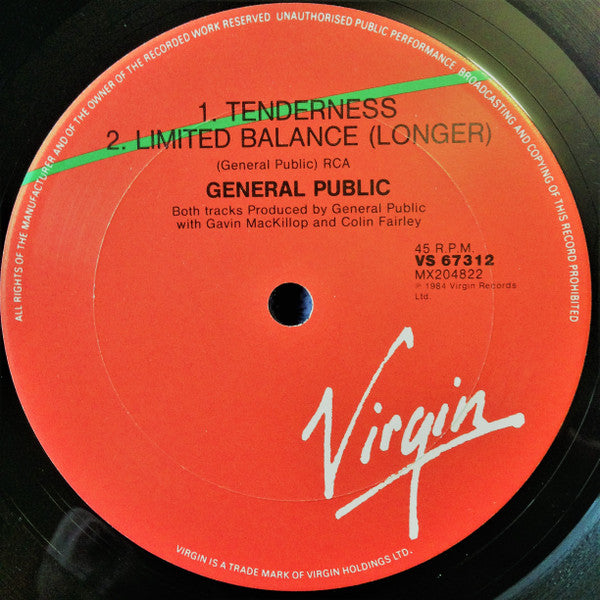 ALL RIGHTS OF THE MANUFACTURER AND OF THE OWNER OF THE RECORDED WORK RESERVED UNAUTHORISED PUBLIC PERFORMANCE, BROADCASTING AND COPYING OF THIS RECORD PROHIBITED
1. TENDERNESS
2. LIMITED BALANCE (LONGER)
(General Public) RCA
GENERAL PUBLIC
Both tracks Produced by General Public
with Gavin MacKillop and Colin Fairley
45 R.P.M.
VS 67312
MX204822
℗ 1984 Virgin Records
Ltd.
Virgin
VIRGIN IS A TRADE MARK OF VIRGIN HOLDINGS LTD.